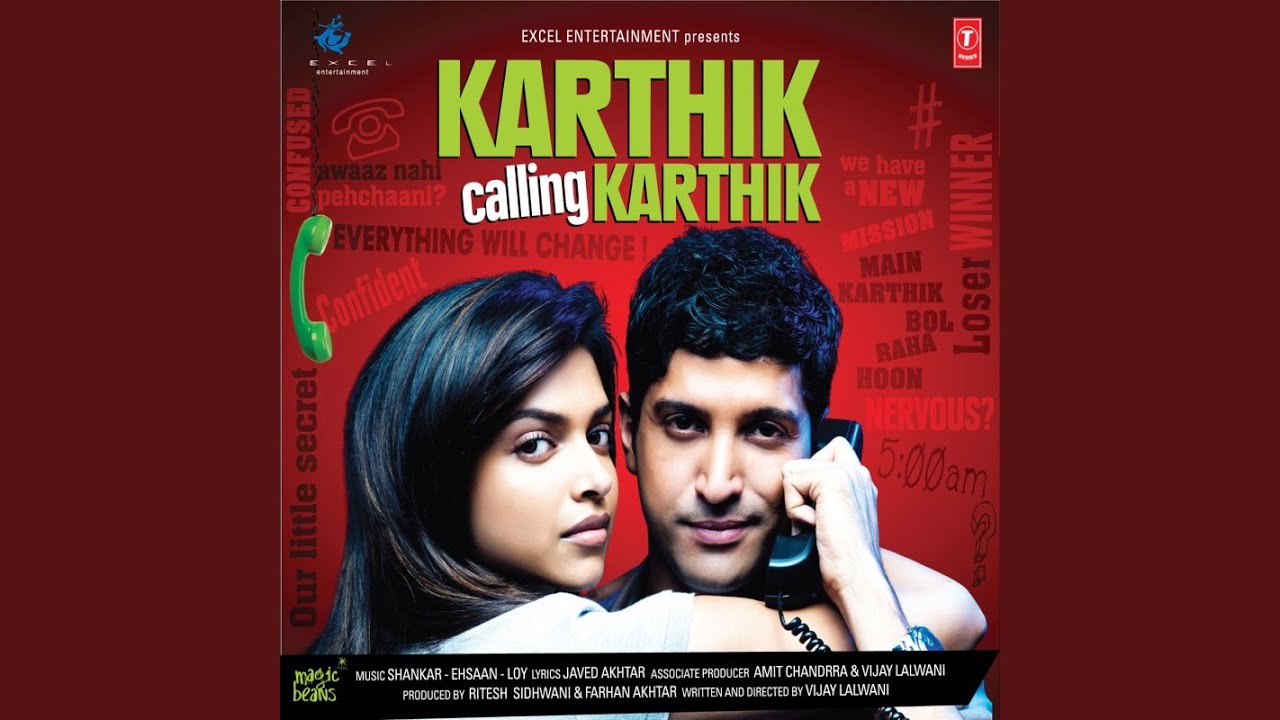 EXCEL ENTERTAINMENT presents
EXCEL
entertainment
T
SERIES
KARTHIK
calling KARTHIK
CONFUSED
awaaz nahi
pehchaani?
EVERYTHING WILL CHANGE !
Confident
Our little secret
#
we have
a NEW
MISSION
MAIN
KARTHIK
BOL
RAHA
HOON
Loser WINNER
NERVOUS?
5:00am
..?
magic
beans
MUSIC SHANKAR - EHSAAN - LOY LYRICS JAVED AKHTAR ASSOCIATE PRODUCER AMIT CHANDRRA & VIJAY LALWANI
PRODUCED BY RITESH SIDHWANI & FARHAN AKHTAR WRITTEN AND DIRECTED BY VIJAY LALWANI